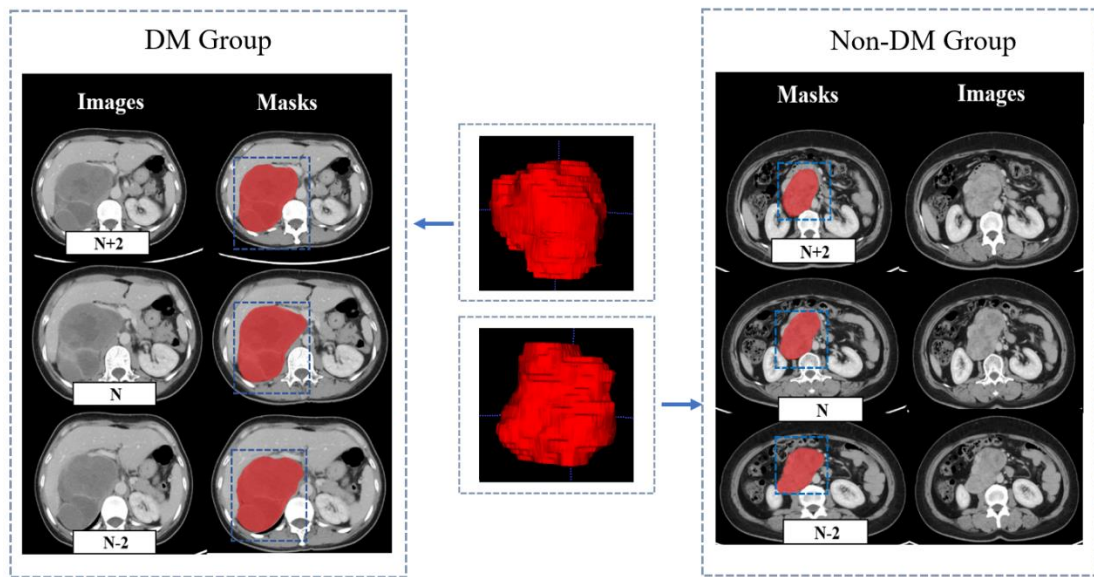 DM Group
Images Masks
N+2
N
N-2
Non-DM Group
Masks Images
N+2
N
N-2